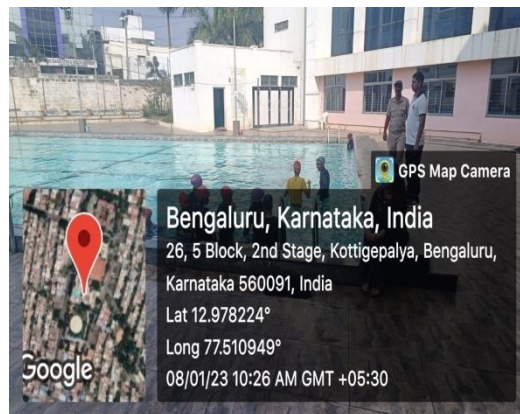 GPS Map Camera
Bengaluru, Karnataka, India
26, 5 Block, 2nd Stage, Kottigepalya, Bengaluru,
Karnataka 560091, India
Lat 12.978224°
Long 77.510949°
08/01/23 10:26 AM GMT +05:30
Google